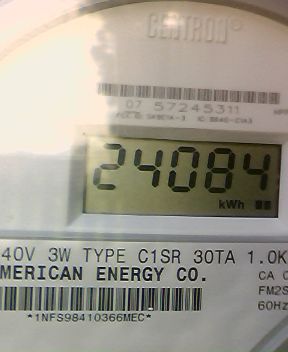 CENTRON®
07 57245311
24084
kWh
40V 3W TYPE C1SR 30TA 1.0K
MERICAN ENERGY CO.
CA
FM2S
60Hz
*1NFS98410366MEC*